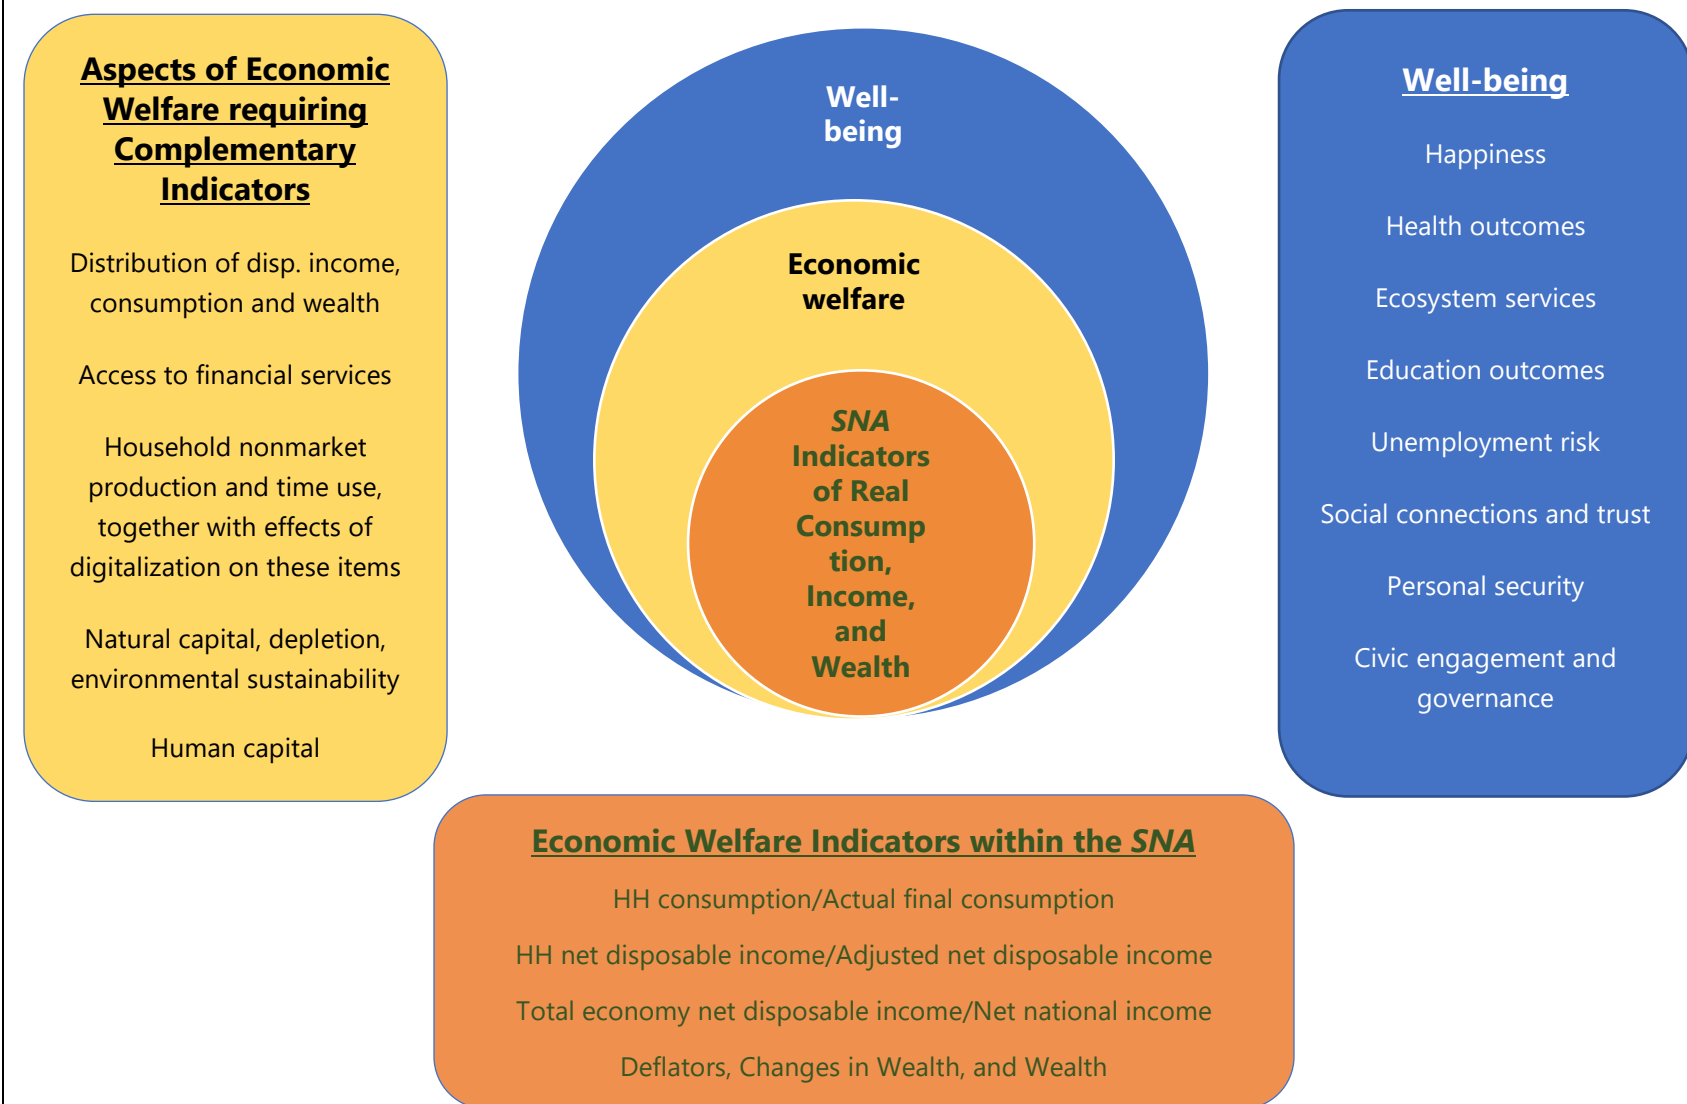 Aspects of Economic
Welfare requiring
Complementary
Indicators
Distribution of disp. income,
consumption and wealth
Access to financial services
Household nonmarket
production and time use,
together with effects of
digitalization on these items
Natural capital, depletion,
environmental sustainability
Human capital
Well-
being
Economic
welfare
SNA
Indicators
of Real
Consump
tion,
Income,
and
Wealth
Well-being
Happiness
Health outcomes
Ecosystem services
Education outcomes
Unemployment risk
Social connections and trust
Personal security
Civic engagement and
governance
Economic Welfare Indicators within the SNA
HH consumption/Actual final consumption
HH net disposable income/Adjusted net disposable income
Total economy net disposable income/Net national income
Deflators, Changes in Wealth, and Wealth